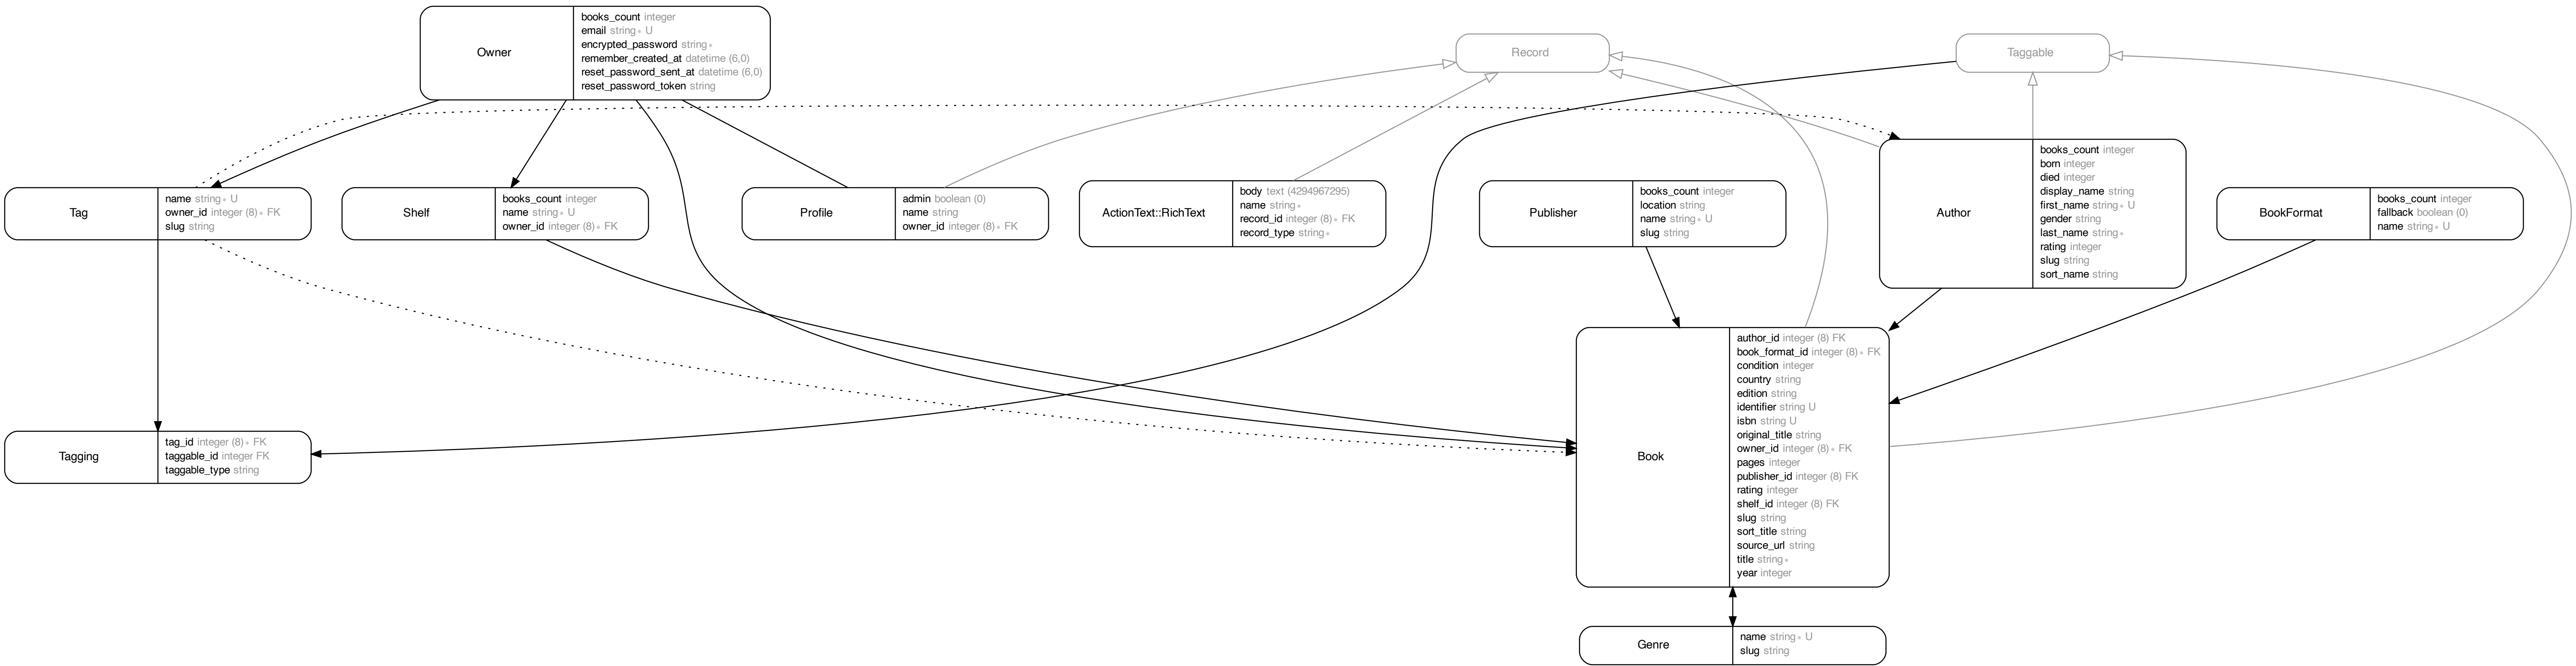 Owner
books_count integer
email string∗ U
encrypted_password string∗
remember_created_at datetime (6,0)
reset_password_sent_at datetime (6,0)
reset_password_token string
Record
Taggable
Tag
name string∗ U
owner_id integer (8)∗ FK
slug string
Shelf
books_count integer
name string∗ U
owner_id integer (8)∗ FK
Profile
admin boolean (0)
name string
owner_id integer (8)∗ FK
ActionText::RichText
body text (4294967295)
name string∗
record_id integer (8)∗ FK
record_type string∗
Publisher
books_count integer
location string
name string∗ U
slug string
Author
books_count integer
born integer
died integer
display_name string
first_name string∗ U
gender string
last_name string∗
rating integer
slug string
sort_name string
BookFormat
books_count integer
fallback boolean (0)
name string∗ U
Tagging
tag_id integer (8)∗ FK
taggable_id integer FK
taggable_type string
Book
author_id integer (8) FK
book_format_id integer (8)∗ FK
condition integer
country string
edition string
identifier string U
isbn string U
original_title string
owner_id integer (8)∗ FK
pages integer
publisher_id integer (8) FK
rating integer
shelf_id integer (8) FK
slug string
sort_title string
source_url string
title string∗
year integer
Genre
name string∗ U
slug string